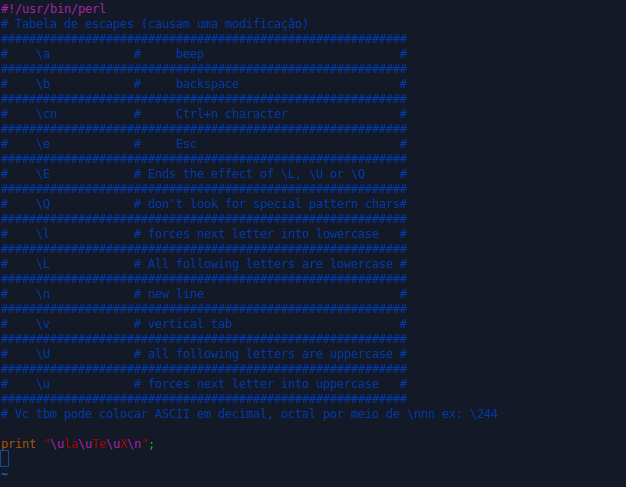 #!/usr/bin/perl
# Tabela de escapes (causam uma modificação)
##########################################################
#    \a            #     beep                            #
##########################################################
#    \b            #     backspace                       #
##########################################################
#    \cn           #     Ctrl+n character                #
##########################################################
#    \e            #     Esc                             #
##########################################################
#    \E            # Ends the effect of \L, \U or \Q     #
##########################################################
#    \Q            # don't look for special pattern chars#
##########################################################
#    \l            # forces next letter into lowercase   #
##########################################################
#    \L            # All following letters are lowercase #
##########################################################
#    \n            # new line                            #
##########################################################
#    \v            # vertical tab                        #
##########################################################
#    \U            # all following letters are uppercase #
##########################################################
#    \u            # forces next letter into uppercase   #
##########################################################
# Vc tbm pode colocar ASCII em decimal, octal por meio de \nnn ex: \244
print "\ula\uTe\uX\n";
~